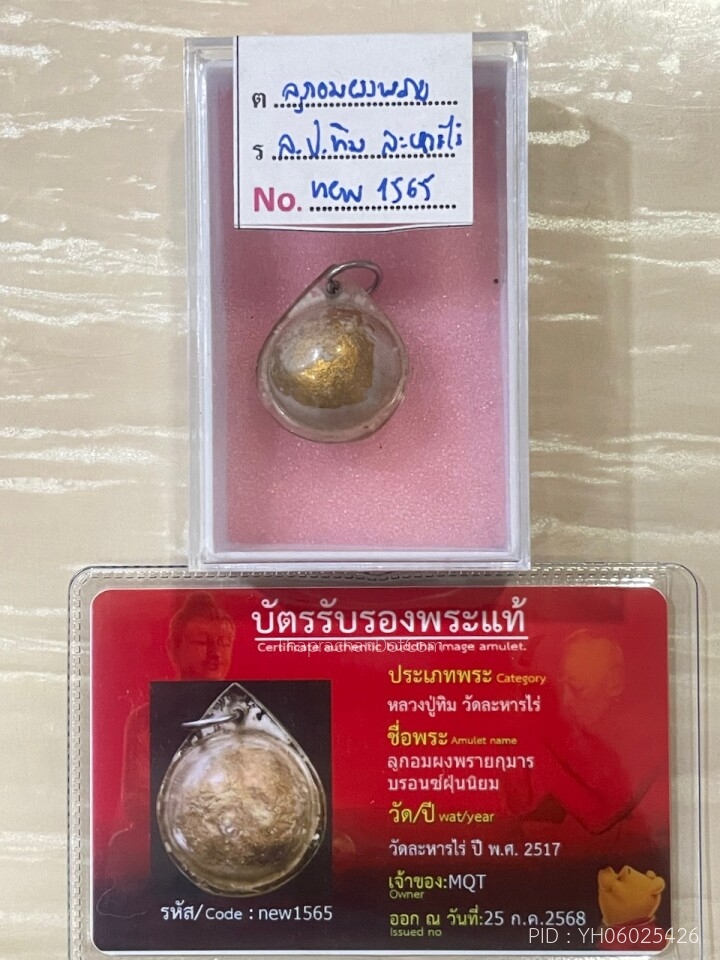 ต ลูกอมผงพราย
ร ล.ป.ทิม ละหารไร่
No. new 1565
บัตรรับรองพระแท้
Certificate authentic buddha image amulet.
ประเภทพระ Category
หลวงปู่ทิม วัดละหารไร่
ชื่อพระ Amulet name
ลูกอมผงพรายกุมาร
บรอนซ์ฝุ่นนิยม
วัด/ปี wat/year
วัดละหารไร่ ปี พ.ศ. 2517
เจ้าของ:MQT
Owner
ออก ณ วันที่:25 ก.ค.2568
Issued no
รหัส/Code : new1565
PID : YH06025426